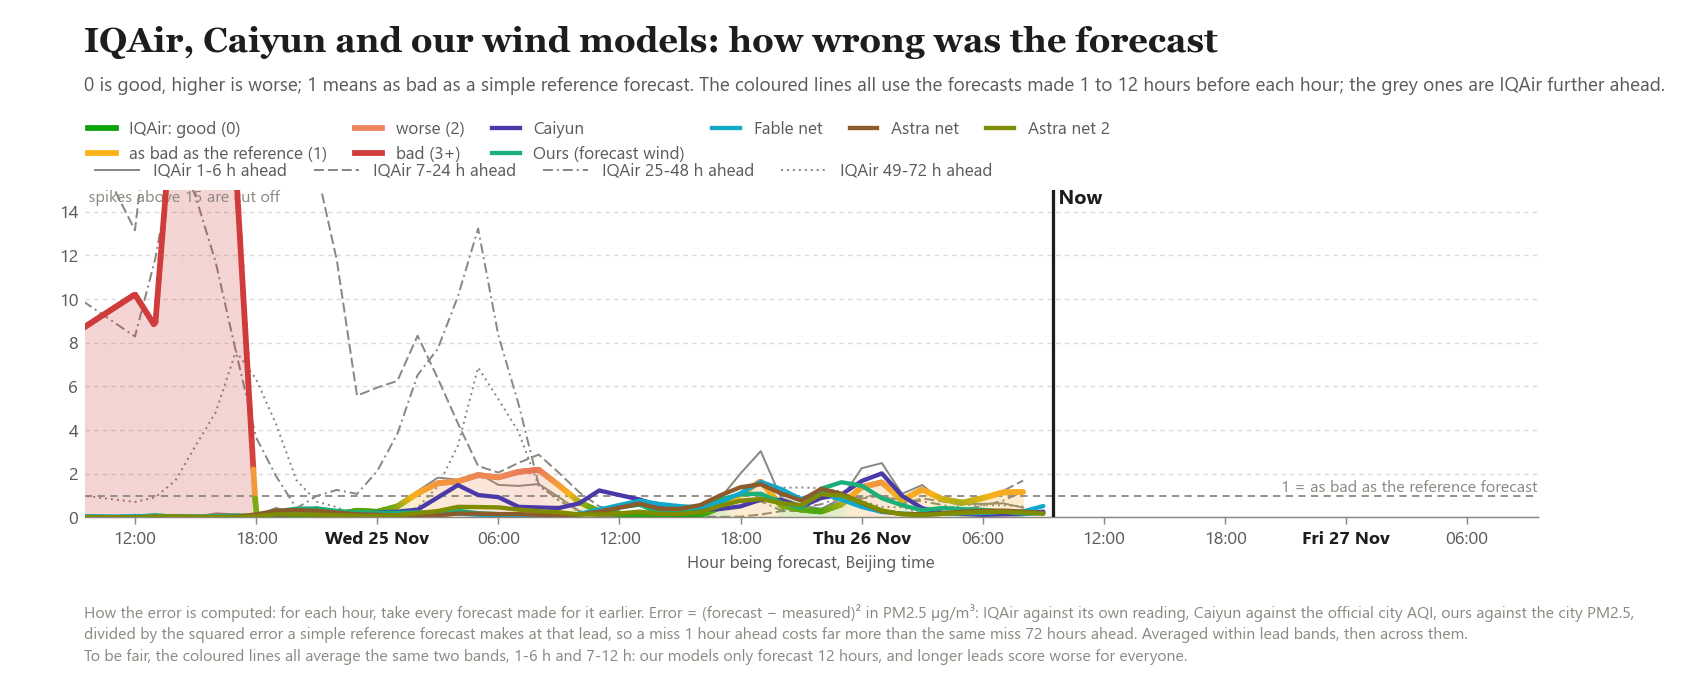 IQAir, Caiyun and our wind models: how wrong was the forecast
0 is good, higher is worse; 1 means as bad as a simple reference forecast. The coloured lines all use the forecasts made 1 to 12 hours before each hour; the grey ones are IQAir further ahead.
IQAir: good (0) worse (2) Caiyun Fable net Astra net Astra net 2
as bad as the reference (1) bad (3+) Ours (forecast wind)
IQAir 1-6 h ahead IQAir 7-24 h ahead IQAir 25-48 h ahead IQAir 49-72 h ahead
spikes above 15 are cut off
Now
14
12
10
8
6
4
2
1 = as bad as the reference forecast
0
12:00 18:00 Wed 25 Nov 06:00 12:00 18:00 Thu 26 Nov 06:00 12:00 18:00 Fri 27 Nov 06:00
Hour being forecast, Beijing time
How the error is computed: for each hour, take every forecast made for it earlier. Error = (forecast − measured)² in PM2.5 µg/m³: IQAir against its own reading, Caiyun against the official city AQI, ours against the city PM2.5,
divided by the squared error a simple reference forecast makes at that lead, so a miss 1 hour ahead costs far more than the same miss 72 hours ahead. Averaged within lead bands, then across them.
To be fair, the coloured lines all average the same two bands, 1-6 h and 7-12 h: our models only forecast 12 hours, and longer leads score worse for everyone.